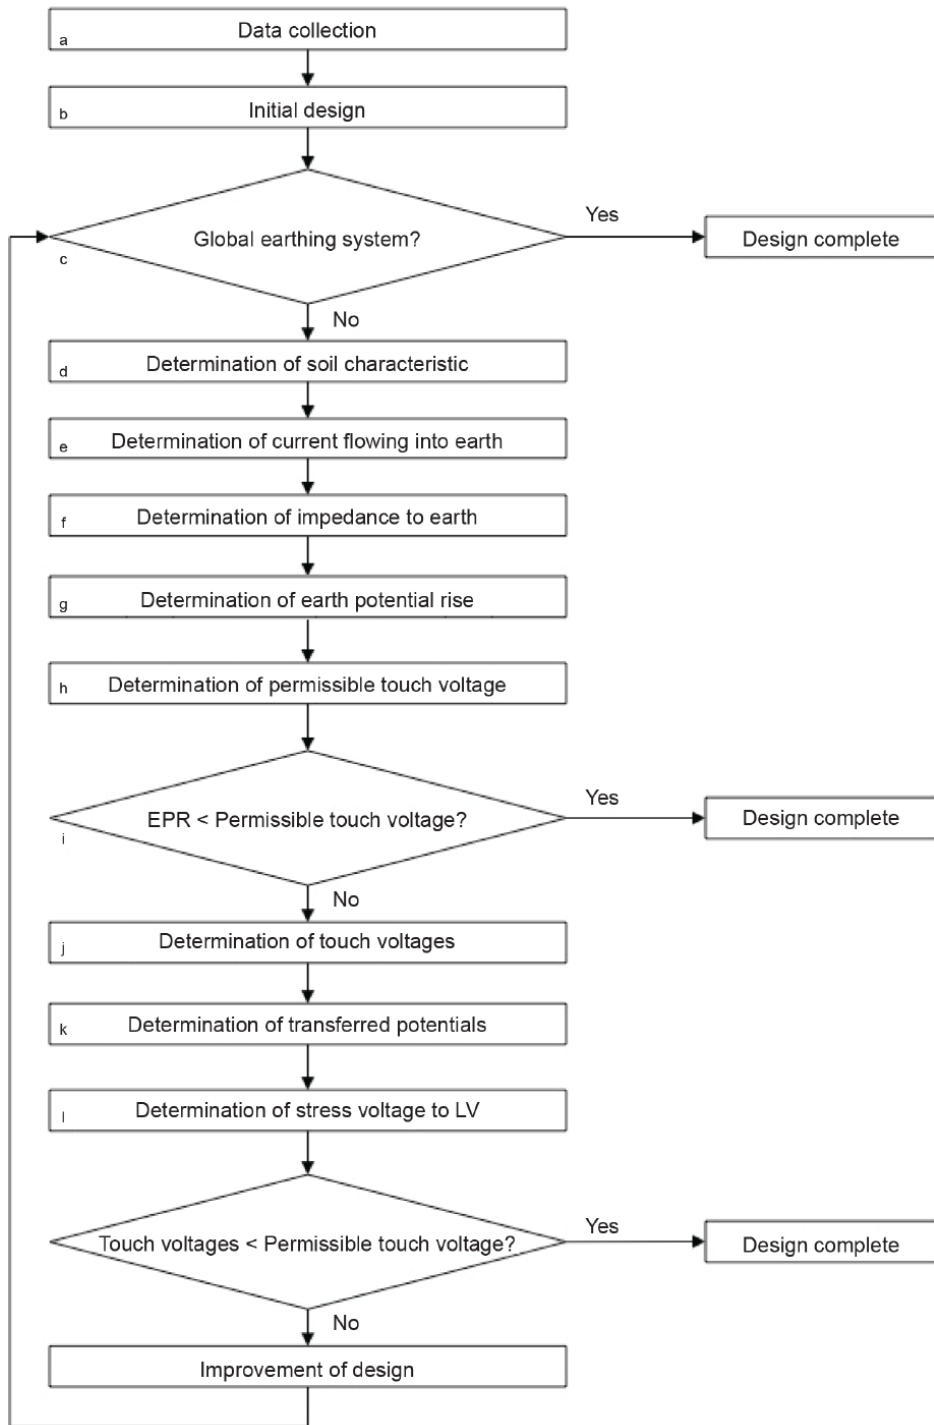 a
Data collection
b
Initial design
c
Global earthing system?
Yes
Design complete
No
d
Determination of soil characteristic
e
Determination of current flowing into earth
f
Determination of impedance to earth
g
Determination of earth potential rise
h
Determination of permissible touch voltage
i
EPR < Permissible touch voltage?
Yes
Design complete
No
j
Determination of touch voltages
k
Determination of transferred potentials
l
Determination of stress voltage to LV
Touch voltages < Permissible touch voltage?
Yes
Design complete
No
Improvement of design